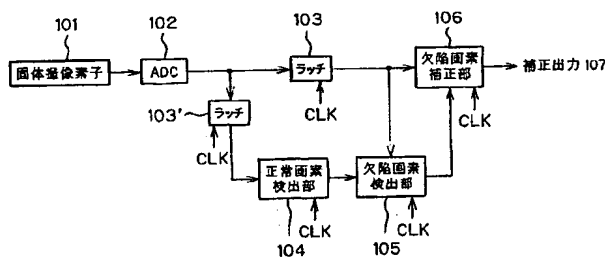 101
固体撮像素子
102
ADC
103
ラッチ
CLK
103'
ラッチ
CLK
正常画素
検出部
104
CLK
欠陥画素
検出部
105
CLK
106
欠陥画素
補正部
CLK
補正出力 107